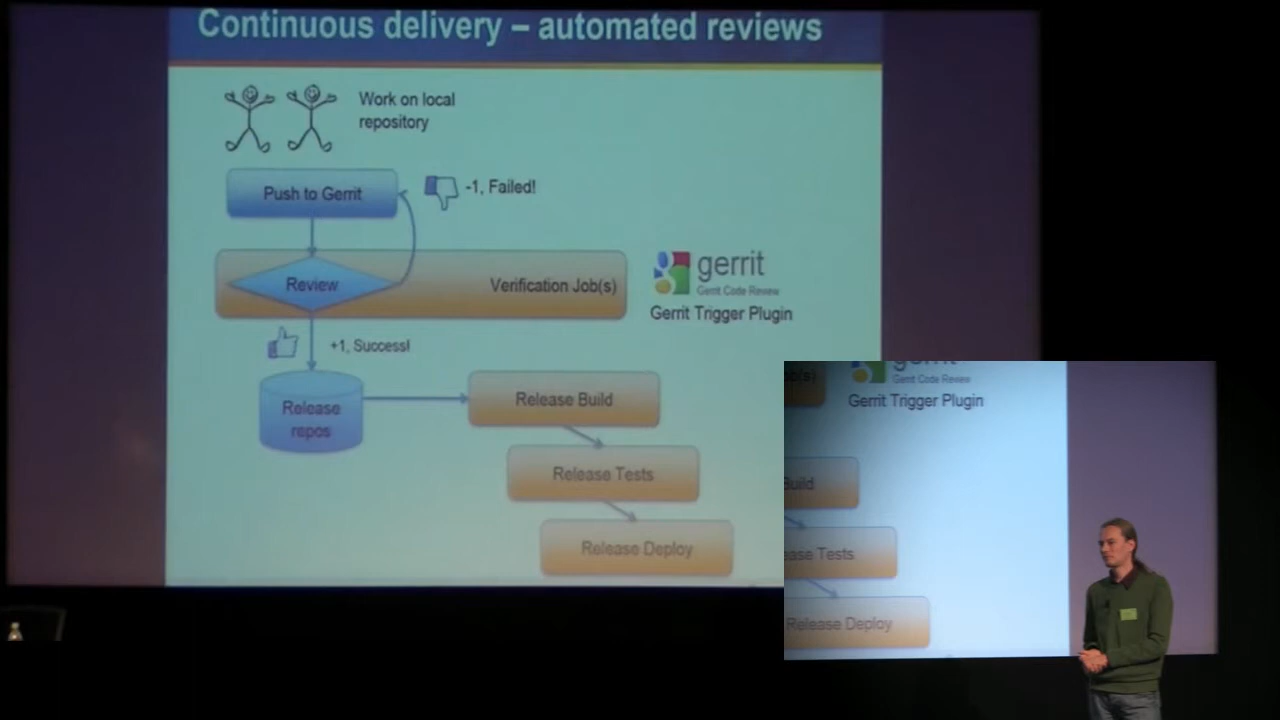 Continuous delivery – automated reviews
Work on local
repository
Push to Gerrit
-1, Failed!
Review
Verification Job(s)
gerrit
Gerrit Code Review
Gerrit Trigger Plugin
+1, Success!
Release
repos
Release Build
Release Tests
Release Deploy
ob(s)
gerrit
Gerrit Code Review
Gerrit Trigger Plugin
Build
ease Tests
Release Deploy